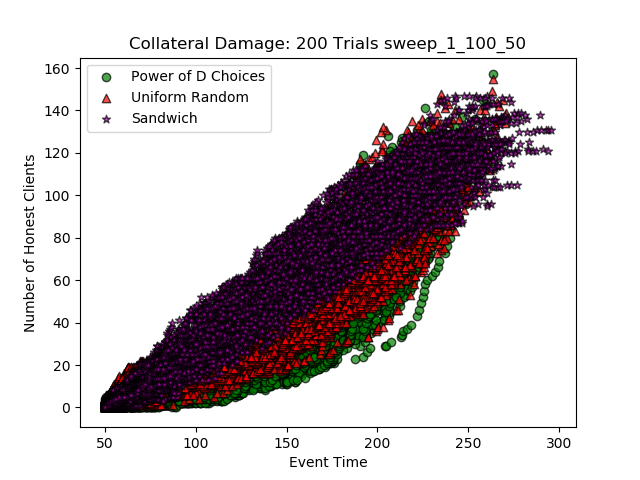 Collateral Damage: 200 Trials sweep_1_100_50
Power of D Choices
Uniform Random
Sandwich
Number of Honest Clients
160
140
120
100
80
60
40
20
0
50
100
150
200
250
300
Event Time